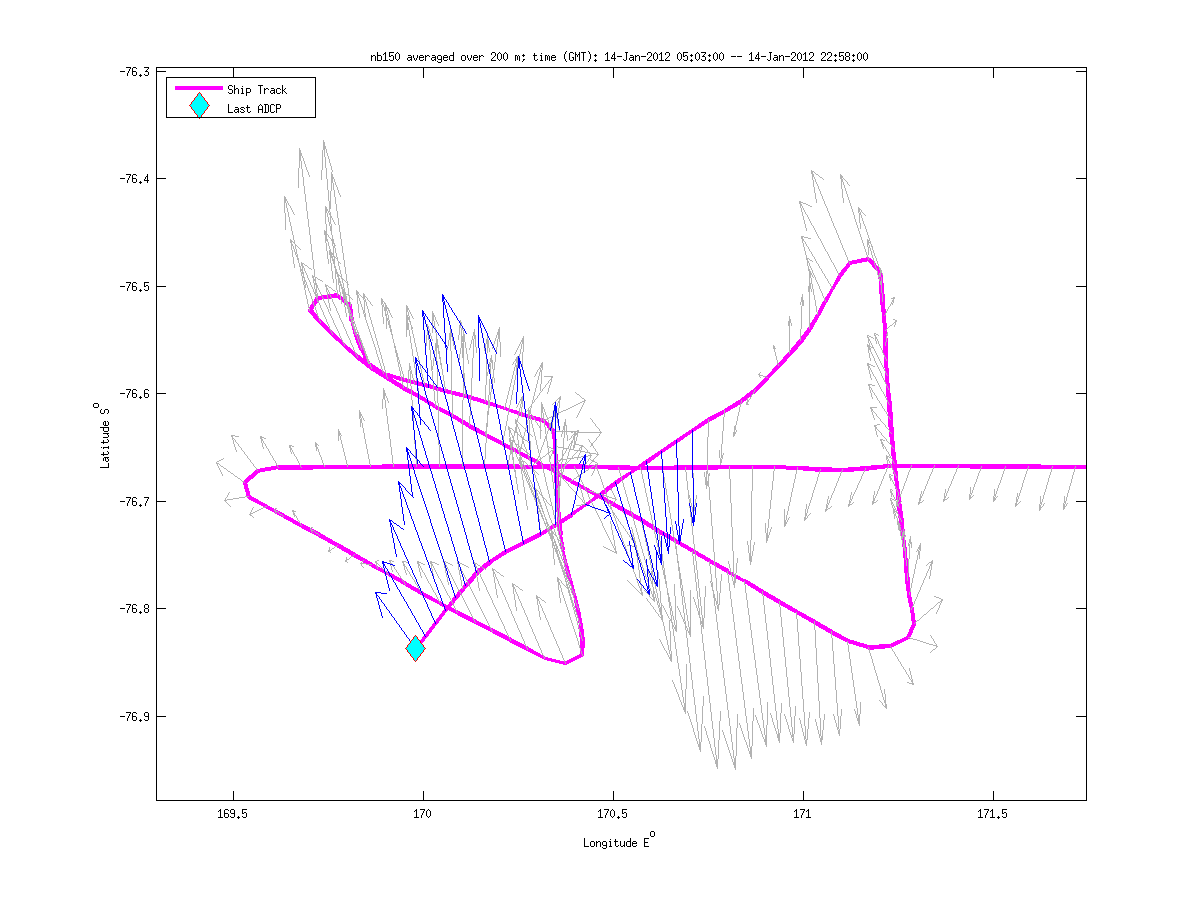 nb150 averaged over 200 m; time (GMT): 14-Jan-2012 05:03:00 -- 14-Jan-2012 22:58:00
Ship Track
Last ADCP
-76.3
-76.4
-76.5
-76.6
-76.7
-76.8
-76.9
Latitude S°
169.5
170
170.5
171
171.5
Longitude E°